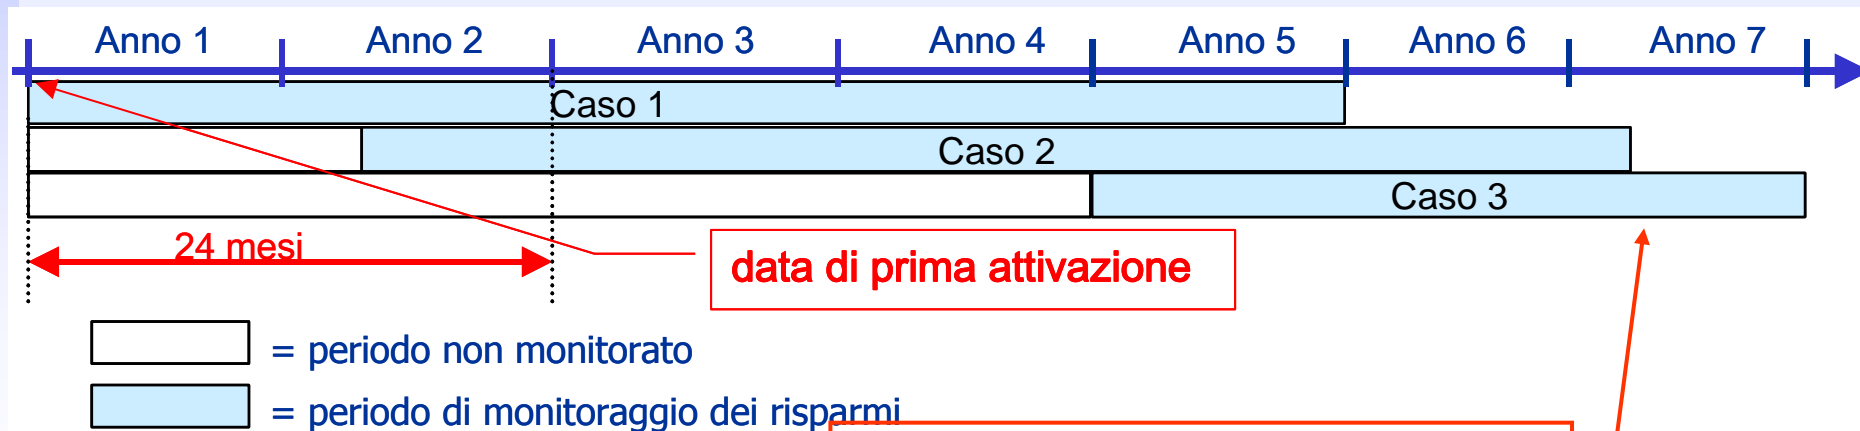 Anno 1 Anno 2 Anno 3 Anno 4 Anno 5 Anno 6 Anno 7
Caso 1
Caso 2
Caso 3
24 mesi
data di prima attivazione
= periodo non monitorato
= periodo di monitoraggio dei risparmi